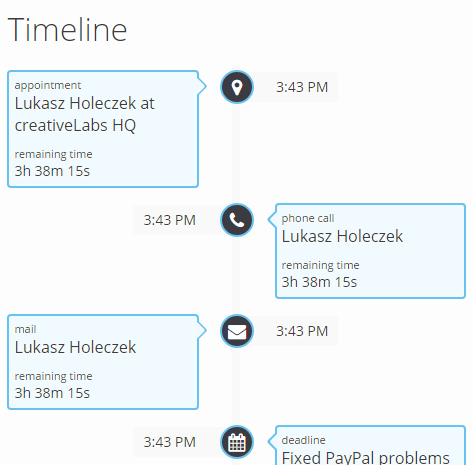 Timeline
appointment
Lukasz Holeczek at
creativeLabs HQ
remaining time
3h 38m 15s
3:43 PM
3:43 PM
phone call
Lukasz Holeczek
remaining time
3h 38m 15s
mail
Lukasz Holeczek
remaining time
3h 38m 15s
3:43 PM
3:43 PM
deadline
Fixed PayPal problems